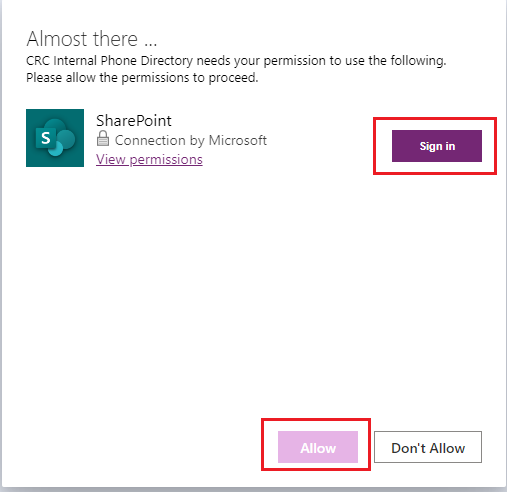 Almost there ...
CRC Internal Phone Directory needs your permission to use the following.
Please allow the permissions to proceed.
S
SharePoint
Connection by Microsoft
View permissions
Sign in
Allow
Don't Allow